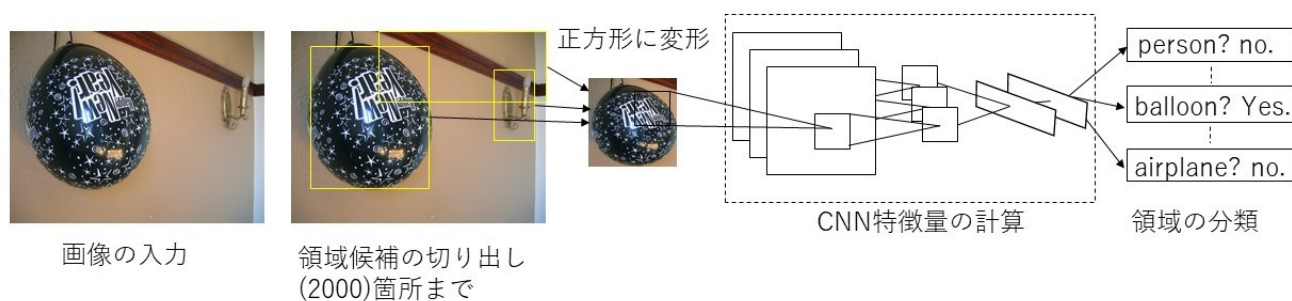 画像の入力
領域候補の切り出し
(2000)箇所まで
正方形に変形
CNN特徴量の計算
person? no.
balloon? Yes.
airplane? no.
領域の分類